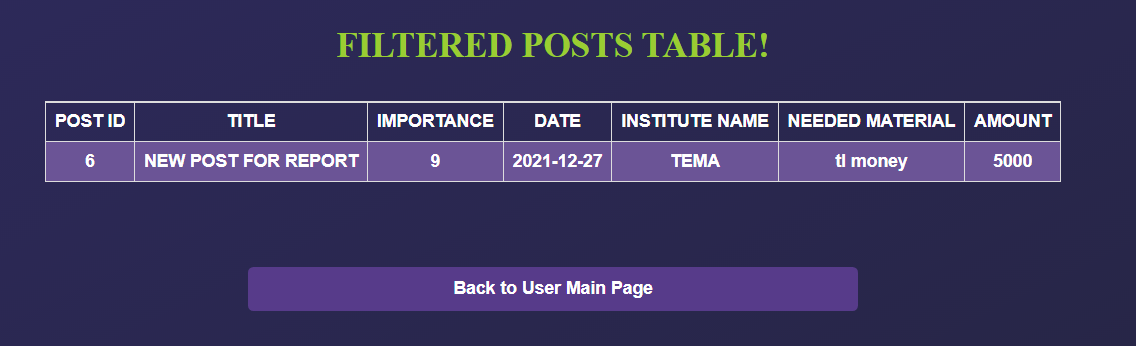 FILTERED POSTS TABLE!
POST ID TITLE IMPORTANCE DATE INSTITUTE NAME NEEDED MATERIAL AMOUNT
6 NEW POST FOR REPORT 9 2021-12-27 TEMA tl money 5000
Back to User Main Page